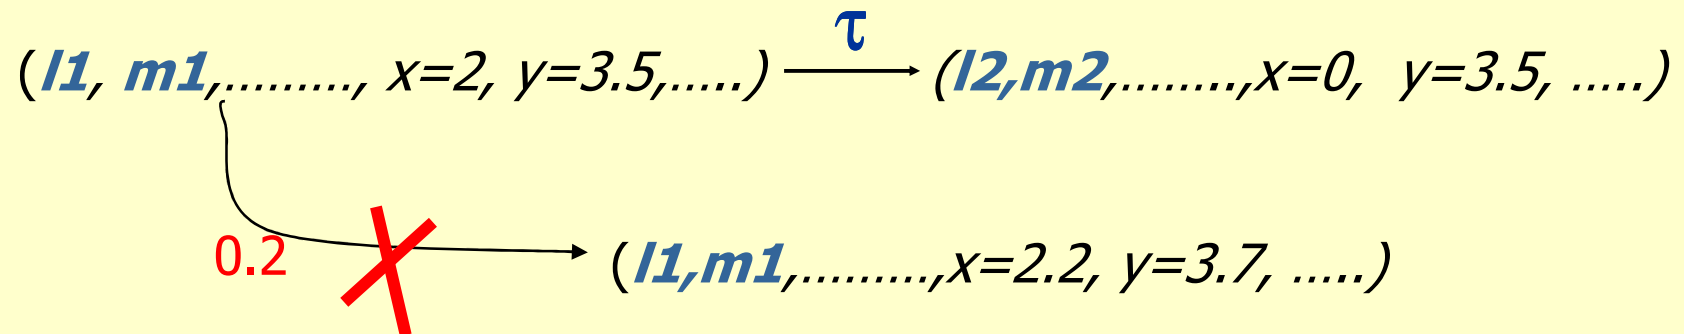 τ
(l1, m1,………, x=2, y=3.5,…..) (l2,m2,……..,x=0, y=3.5, …..)
0.2
(l1,m1,………,x=2.2, y=3.7, …..)